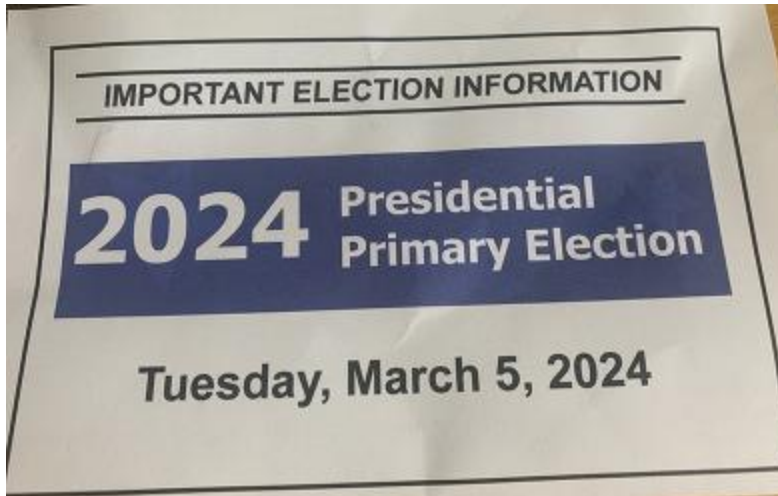 IMPORTANT ELECTION INFORMATION
2024 Presidential
Primary Election
Tuesday, March 5, 2024